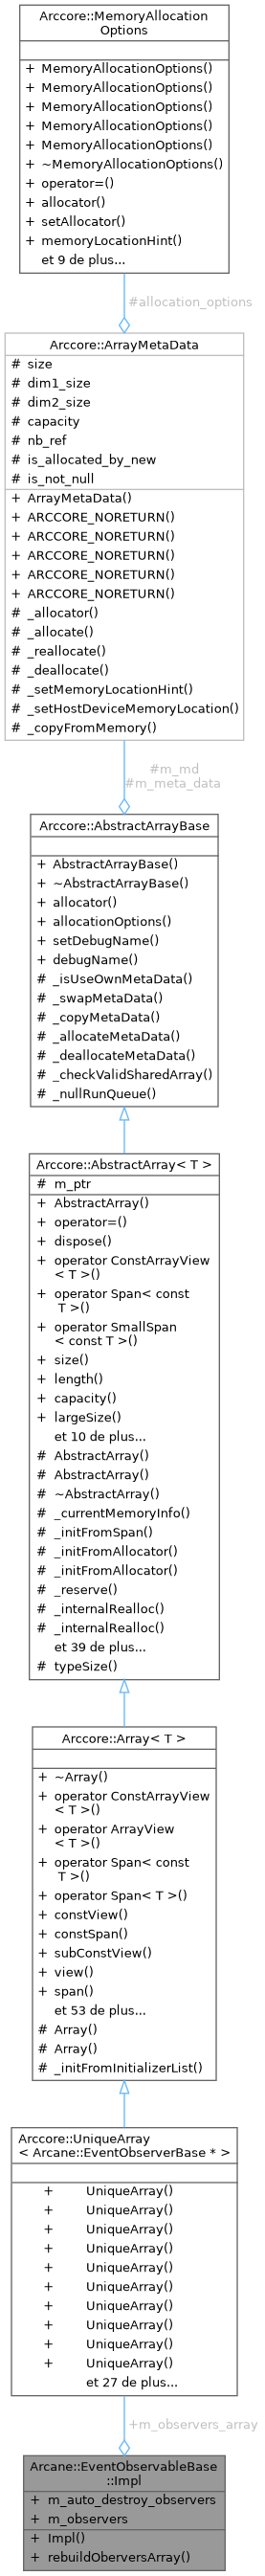 Arccore::MemoryAllocation
Options
+ MemoryAllocationOptions()
+ MemoryAllocationOptions()
+ MemoryAllocationOptions()
+ MemoryAllocationOptions()
+ MemoryAllocationOptions()
+ ~MemoryAllocationOptions()
+ operator=()
+ allocator()
+ setAllocator()
+ memoryLocationHint()
et 9 de plus...
#allocation_options
Arccore::ArrayMetaData
# size
# dim1_size
# dim2_size
# capacity
# nb_ref
# is_allocated_by_new
# is_not_null
+ ArrayMetaData()
+ ARCCORE_NORETURN()
+ ARCCORE_NORETURN()
+ ARCCORE_NORETURN()
+ ARCCORE_NORETURN()
+ ARCCORE_NORETURN()
# _allocator()
# _allocate()
# _reallocate()
# _deallocate()
# _setMemoryLocationHint()
# _setHostDeviceMemoryLocation()
# _copyFromMemory()
#m_md
#m_meta_data
Arccore::AbstractArrayBase
+ AbstractArrayBase()
+ ~AbstractArrayBase()
+ allocator()
+ allocationOptions()
+ setDebugName()
+ debugName()
# _isUseOwnMetaData()
# _swapMetaData()
# _copyMetaData()
# _allocateMetaData()
# _deallocateMetaData()
# _checkValidSharedArray()
# _nullRunQueue()
Arccore::AbstractArray< T >
# m_ptr
+ AbstractArray()
+ operator=()
+ dispose()
+ operator ConstArrayView
< T >()
+ operator Span< const
T >()
+ operator SmallSpan
< const T >()
+ size()
+ length()
+ capacity()
+ largeSize()
et 10 de plus...
# AbstractArray()
# AbstractArray()
# ~AbstractArray()
# _currentMemoryInfo()
# _initFromSpan()
# _initFromAllocator()
# _initFromAllocator()
# _reserve()
# _internalRealloc()
# _internalRealloc()
et 39 de plus...
# typeSize()
Arccore::Array< T >
+ ~Array()
+ operator ConstArrayView
< T >()
+ operator ArrayView
< T >()
+ operator Span< const
T >()
+ operator Span< T >()
+ constView()
+ constSpan()
+ subConstView()
+ view()
+ span()
et 53 de plus...
# Array()
# Array()
# _initFromInitializerList()
Arccore::UniqueArray
< Arcane::EventObserverBase * >
+ UniqueArray()
+ UniqueArray()
+ UniqueArray()
+ UniqueArray()
+ UniqueArray()
+ UniqueArray()
+ UniqueArray()
+ UniqueArray()
+ UniqueArray()
+ UniqueArray()
et 27 de plus...
+m_observers_array
Arcane::EventObservableBase
::Impl
+ m_auto_destroy_observers
+ m_observers
+ Impl()
+ rebuildOberversArray()